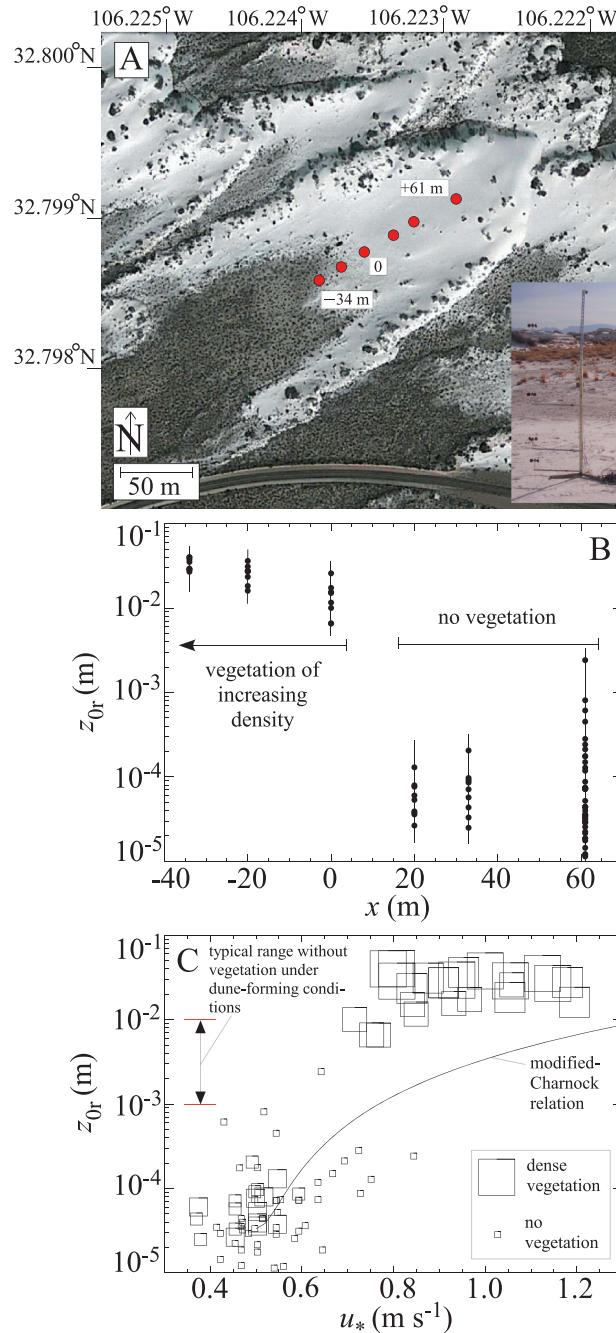 106.225°W 106.224°W 106.223°W 106.222°W
32.800°N
A
+61 m
32.799°N
0
−34 m
32.798°N
N
50 m
B
10⁻¹
10⁻²
10⁻³
10⁻⁴
10⁻⁵
z₀ᵣ (m)
no vegetation
vegetation of
increasing
density
-40 -20 0 20 40 60
x (m)
C
10⁻¹
10⁻²
10⁻³
10⁻⁴
10⁻⁵
z₀ᵣ (m)
typical range without
vegetation under
dune-forming condi-
tions
modified-
Charnock
relation
dense
vegetation
no
vegetation
0.4 0.6 0.8 1.0 1.2
u* (m s⁻¹)